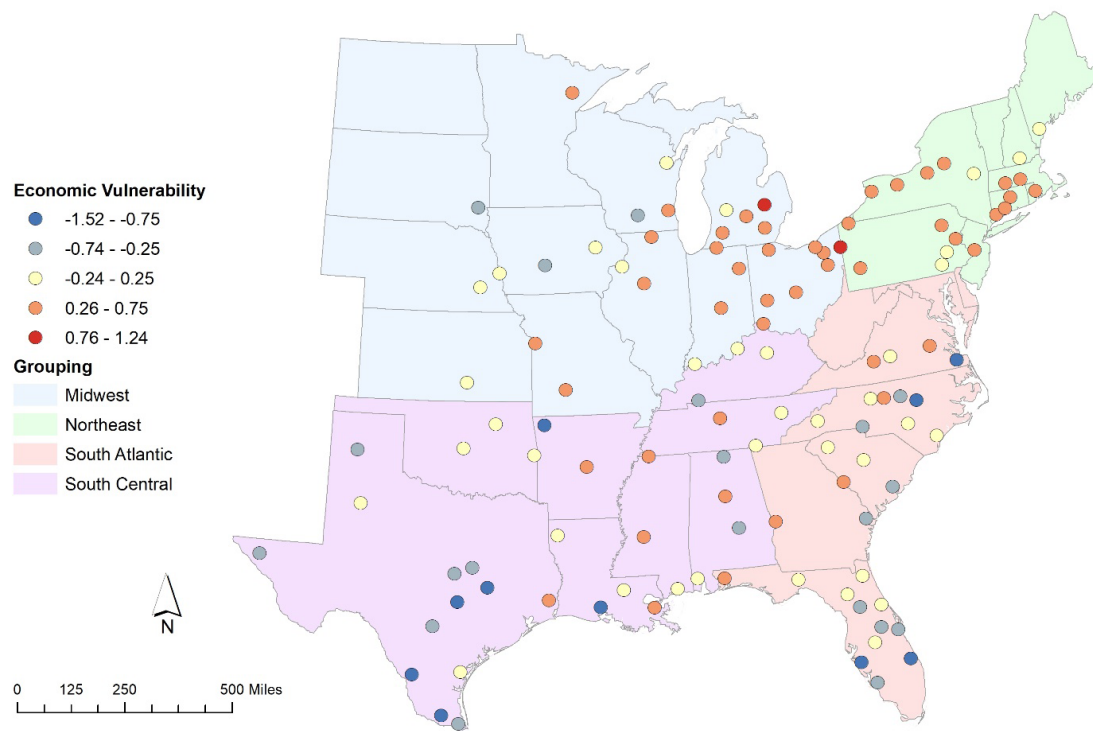 Economic Vulnerability
-1.52 - -0.75
-0.74 - -0.25
-0.24 - 0.25
0.26 - 0.75
0.76 - 1.24
Grouping
Midwest
Northeast
South Atlantic
South Central
N
0 125 250 500 Miles